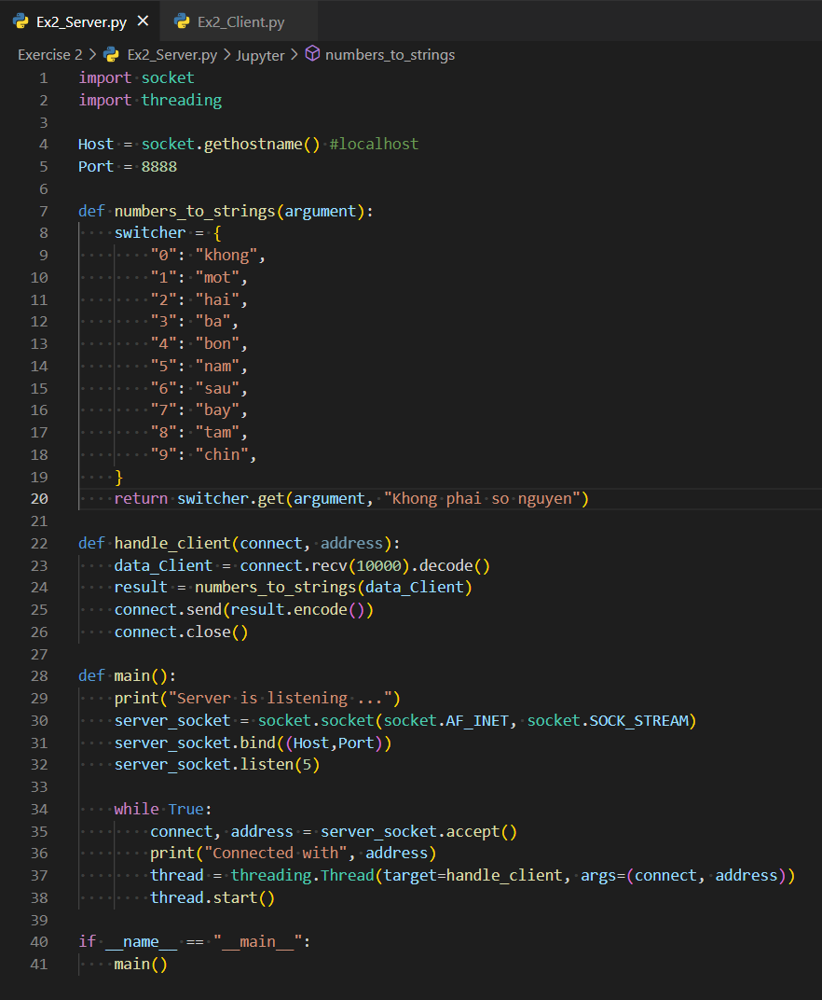 Ex2_Server.py
Ex2_Client.py
Exercise 2 > Ex2_Server.py > Jupyter > numbers_to_strings
1 import socket
2 import threading
3
4 Host = socket.gethostname() #localhost
5 Port = 8888
6
7 def numbers_to_strings(argument):
8     switcher = {
9         "0": "khong",
10         "1": "mot",
11         "2": "hai",
12         "3": "ba",
13         "4": "bon",
14         "5": "nam",
15         "6": "sau",
16         "7": "bay",
17         "8": "tam",
18         "9": "chin",
19     }
20     return switcher.get(argument, "Khong phai so nguyen")
21
22 def handle_client(connect, address):
23     data_Client = connect.recv(10000).decode()
24     result = numbers_to_strings(data_Client)
25     connect.send(result.encode())
26     connect.close()
27
28 def main():
29     print("Server is listening ...")
30     server_socket = socket.socket(socket.AF_INET, socket.SOCK_STREAM)
31     server_socket.bind((Host,Port))
32     server_socket.listen(5)
33
34     while True:
35         connect, address = server_socket.accept()
36         print("Connected with", address)
37         thread = threading.Thread(target=handle_client, args=(connect, address))
38         thread.start()
39
40 if __name__ == "__main__":
41     main()